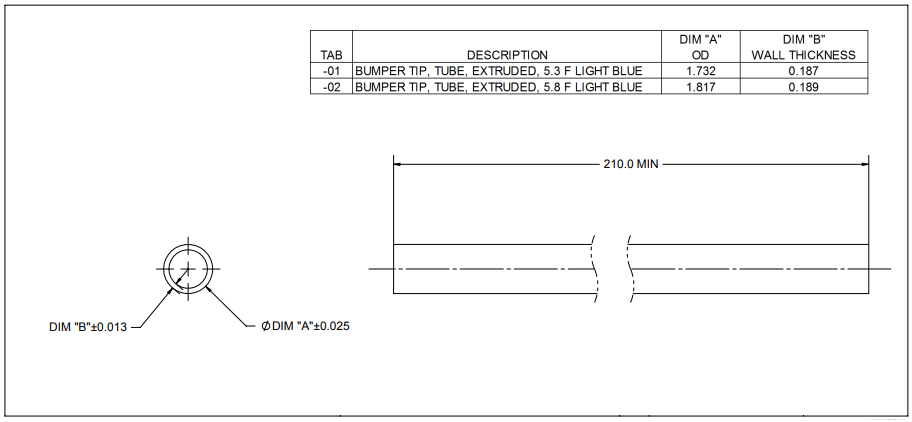 DIM "A" DIM "B"
TAB DESCRIPTION OD WALL THICKNESS
-01 BUMPER TIP, TUBE, EXTRUDED, 5.3 F LIGHT BLUE 1.732 0.187
-02 BUMPER TIP, TUBE, EXTRUDED, 5.8 F LIGHT BLUE 1.817 0.189
210.0 MIN
DIM "B"±0.013
∅DIM "A"±0.025